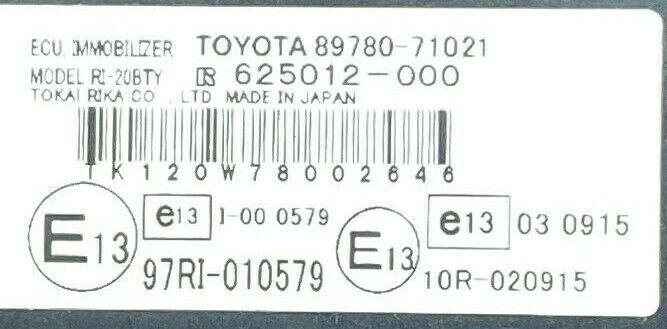 ECU, IMMOBILIZER TOYOTA 89780-71021
MODEL RI-20BTY R 625012-000
TOKAI RIKA CO., LTD MADE IN JAPAN
TK120W78002646
E13 e13 I-00 0579
97RI-010579
E13 e13 03 0915
10R-020915